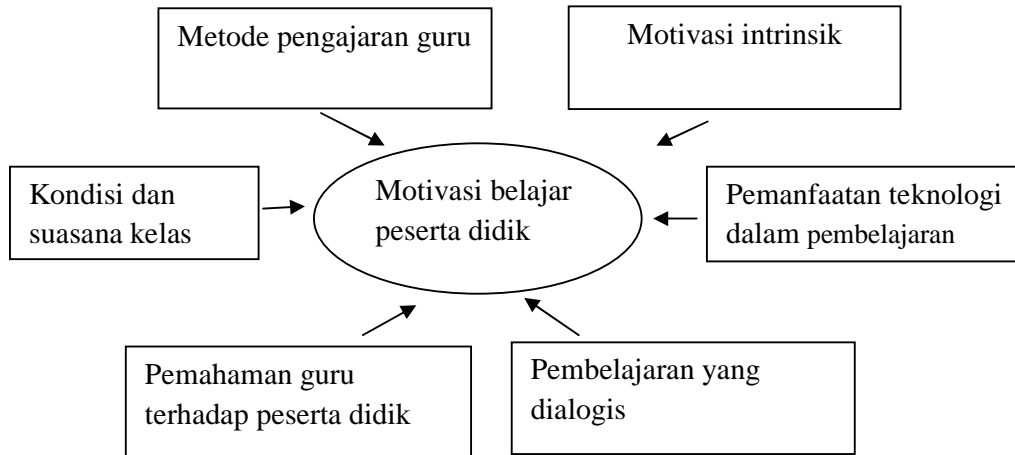 Metode pengajaran guru
Motivasi intrinsik
Kondisi dan
suasana kelas
Motivasi belajar
peserta didik
Pemanfaatan teknologi
dalam pembelajaran
Pemahaman guru
terhadap peserta didik
Pembelajaran yang
dialogis